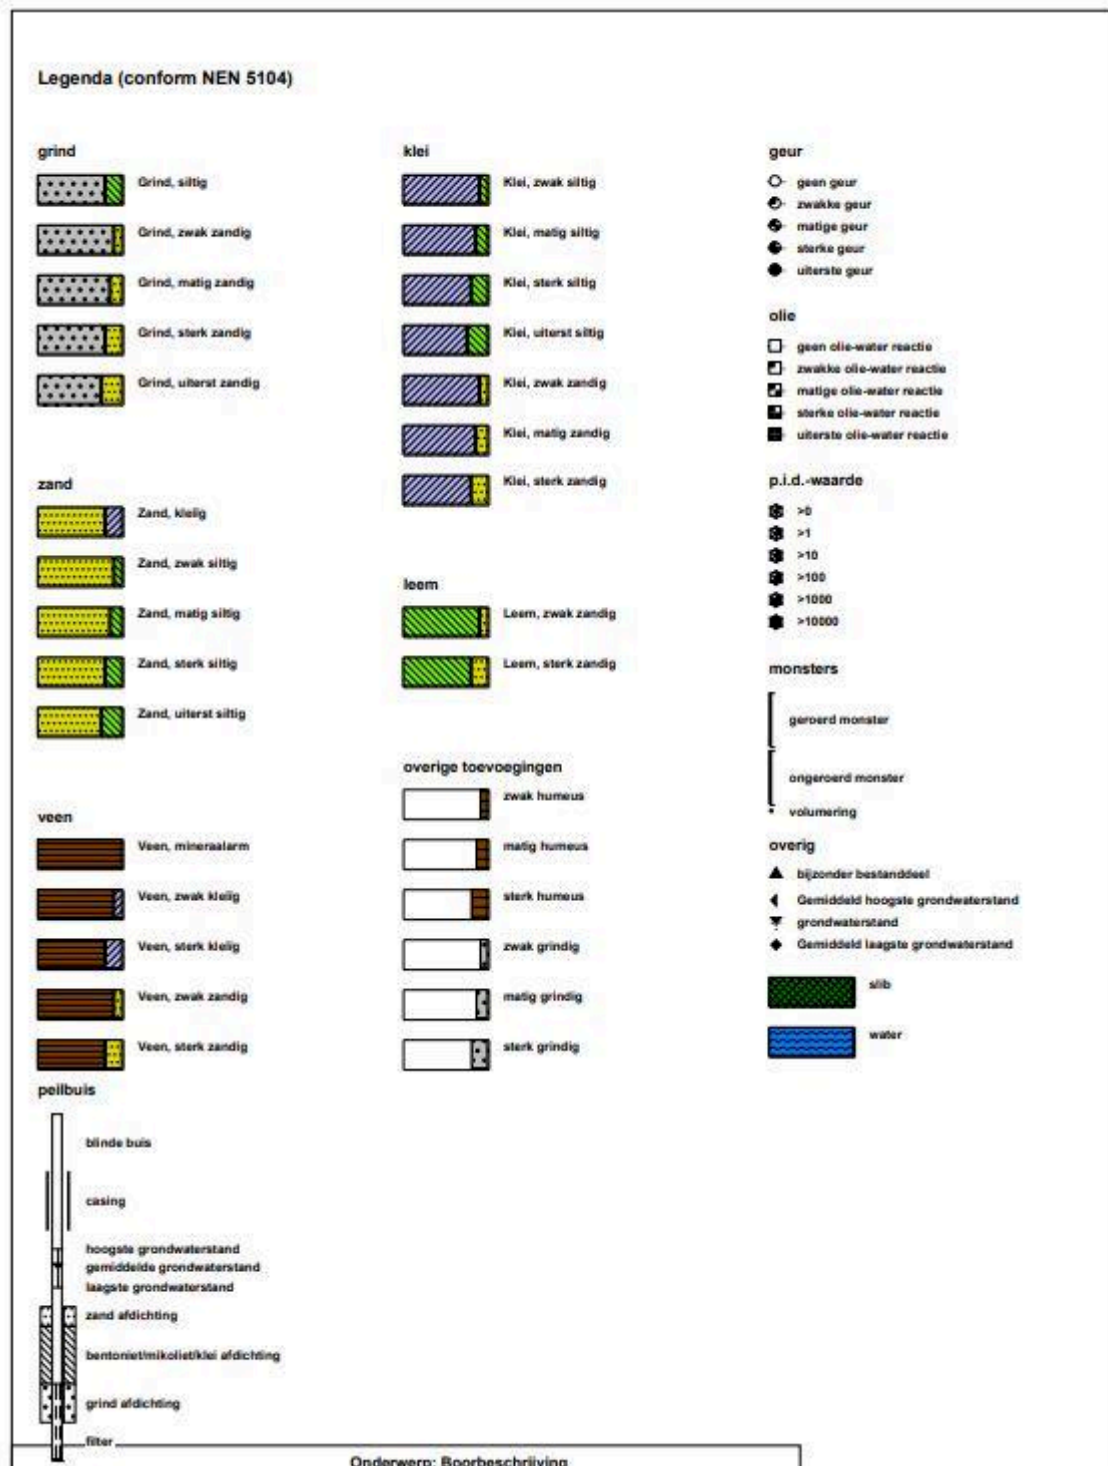 Legenda (conform NEN 5104)
grind
Grind, siltig
Grind, zwak zandig
Grind, matig zandig
Grind, sterk zandig
Grind, uiterst zandig
zand
Zand, kleiïg
Zand, zwak siltig
Zand, matig siltig
Zand, sterk siltig
Zand, uiterst siltig
veen
Veen, mineraalarm
Veen, zwak kleiïg
Veen, sterk kleiïg
Veen, zwak zandig
Veen, sterk zandig
peilbuis
blinde buis
casing
hoogste grondwaterstand
gemiddelde grondwaterstand
laagste grondwaterstand
zand afdichting
bentoniet/mikoliet/klei afdichting
grind afdichting
filter
klei
Klei, zwak siltig
Klei, matig siltig
Klei, sterk siltig
Klei, uiterst siltig
Klei, zwak zandig
Klei, matig zandig
Klei, sterk zandig
leem
Leem, zwak zandig
Leem, sterk zandig
overige toevoegingen
zwak humeus
matig humeus
sterk humeus
zwak grindig
matig grindig
sterk grindig
geur
geen geur
zwakke geur
matige geur
sterke geur
uiterste geur
olie
geen olie-water reactie
zwakke olie-water reactie
matige olie-water reactie
sterke olie-water reactie
uiterste olie-water reactie
p.i.d.-waarde
>0
>1
>10
>100
>1000
>10000
monsters
geroerd monster
ongeroerd monster
volumering
overig
bijzonder bestanddeel
Gemiddeld hoogste grondwaterstand
grondwaterstand
Gemiddeld laagste grondwaterstand
slib
water
Onderwerp: Boorbeschrijving